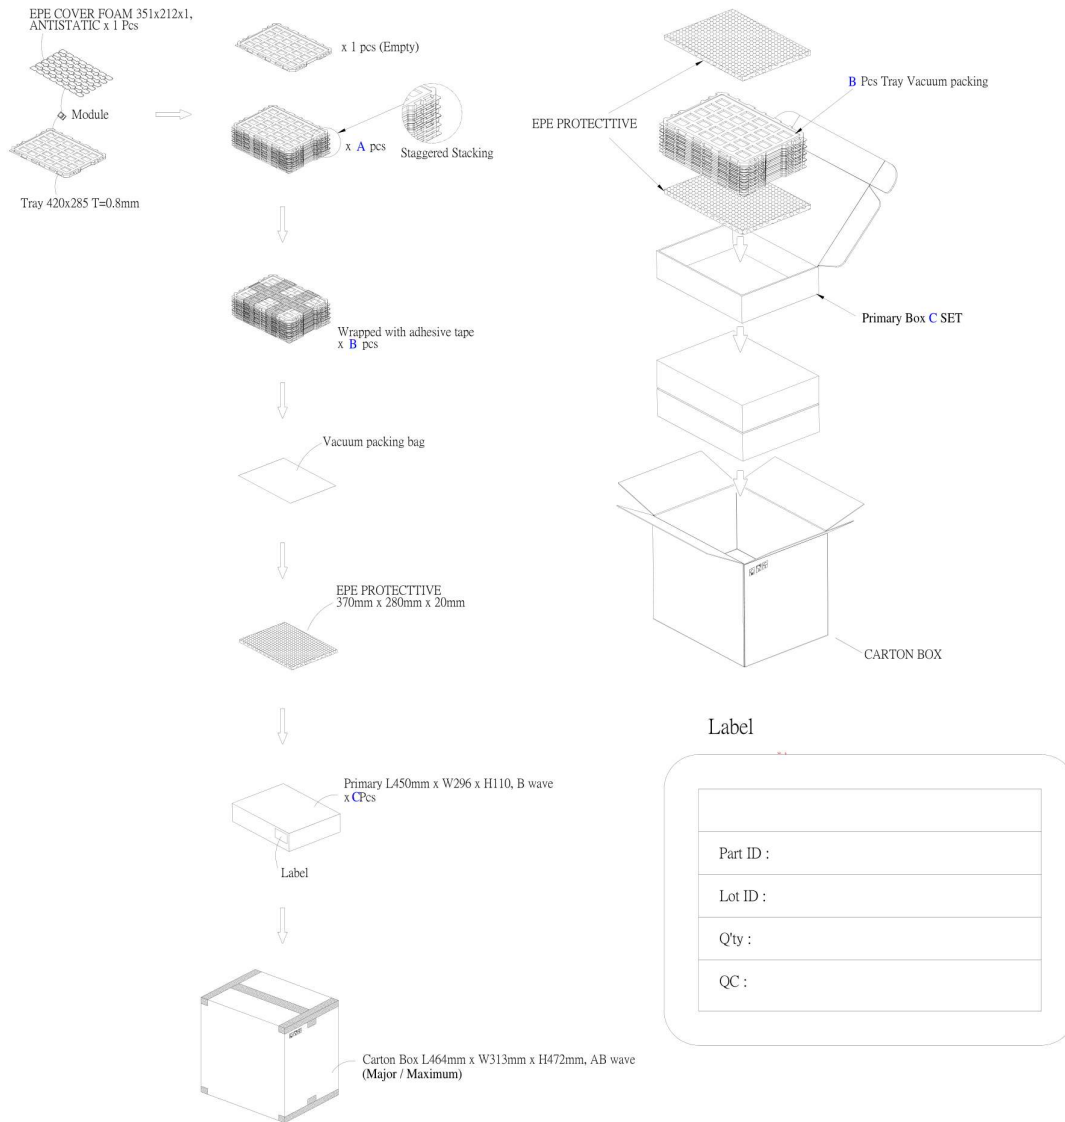 EPE COVER FOAM 351x212x1,
ANTISTATIC x 1 Pcs
Module
Tray 420x285 T=0.8mm
x 1 pcs (Empty)
x A pcs
Staggered Stacking
Wrapped with adhesive tape
x B pcs
Vacuum packing bag
EPE PROTECTTIVE
370mm x 280mm x 20mm
Primary L450mm x W296 x H110, B wave
x CPcs
Label
Carton Box L464mm x W313mm x H472mm, AB wave
(Major / Maximum)
B Pcs Tray Vacuum packing
EPE PROTECTTIVE
Primary Box C SET
CARTON BOX
Label
Part ID :
Lot ID :
Q'ty :
QC :